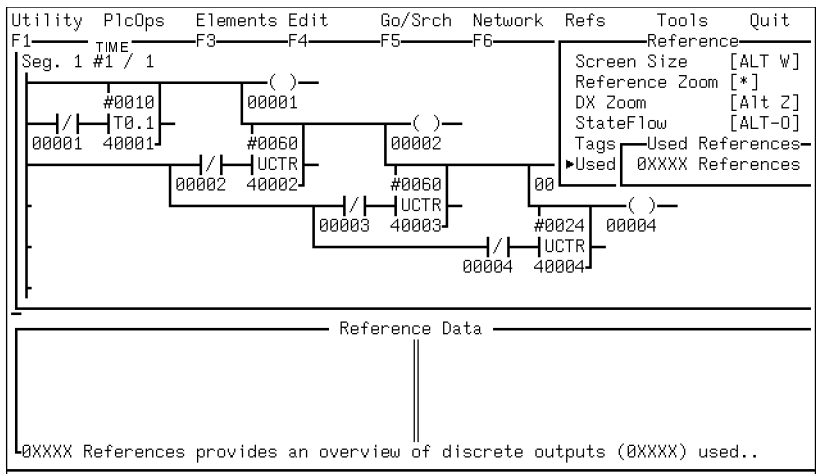 Utility PlcOps Elements Edit Go/Srch Network Refs Tools Quit
F1 TIME F3 F4 F5 F6 Reference
Seg. 1 #1 / 1 Screen Size [ALT W]
( ) Reference Zoom [*]
#0010 00001 DX Zoom [Alt Z]
/ T0.1 ( ) StateFlow [ALT-O]
00001 40001 #0060 00002 Tags Used References
/ UCTR Used 0XXXX References
00002 40002 #0060 00
/ UCTR ( )
00003 40003 #0024 00004
/ UCTR
00004 40004
Reference Data
0XXXX References provides an overview of discrete outputs (0XXXX) used..